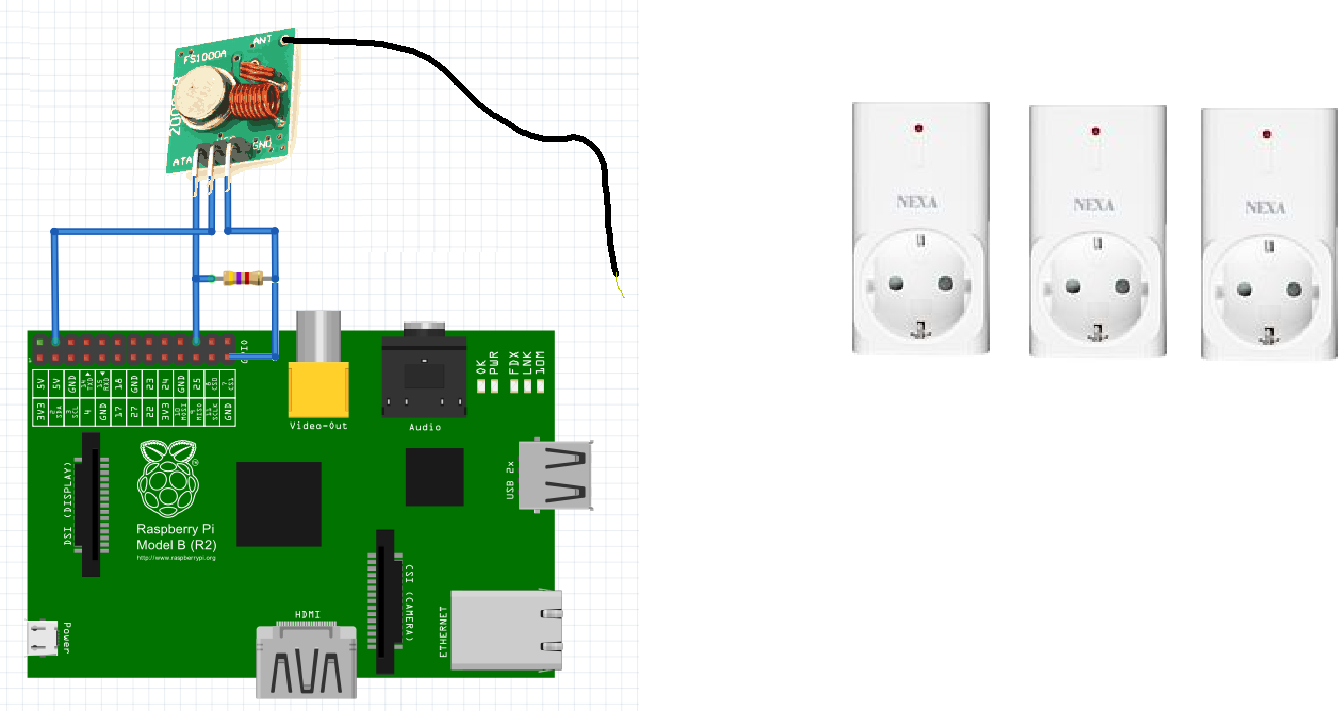 ANT
FS1000A
GND
ATA
GPIO
5V 5V GND 14 TXD 15 RXD 18 GND 23 24 GND 25 8 CE0 7 CE1
3V3 2 SDA 3 SCL 4 GND 17 27 22 3V3 10 MOSI 9 MISO 11 SCLK GND
OK
PWR
FDX
LNK
10M
Video-Out
Audio
DSI (DISPLAY)
Raspberry Pi
Model B (R2)
http://www.raspberrypi.org
USB 2x
CSI (CAMERA)
ETHERNET
HDMI
Power
NEXA
NEXA
NEXA